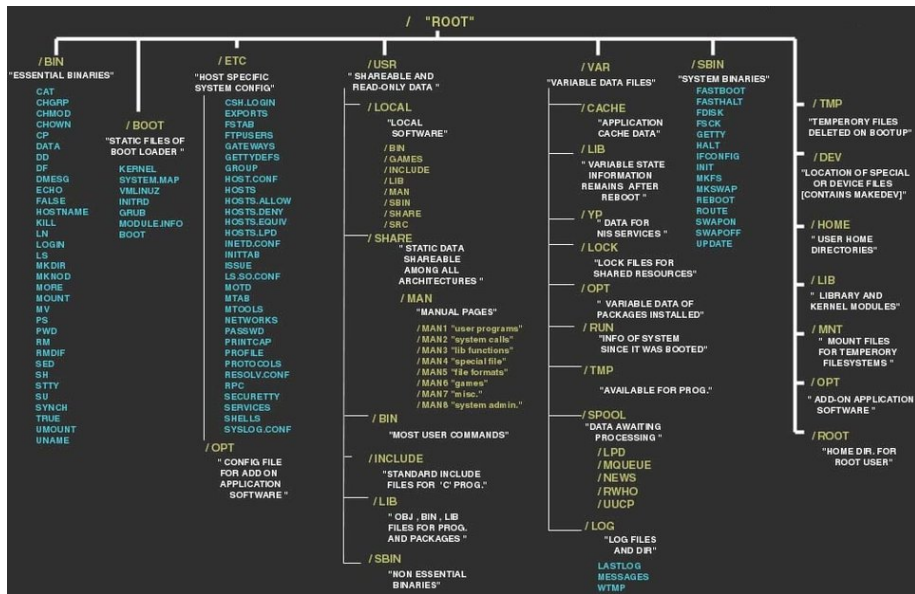 / "ROOT"
/BIN
"ESSENTIAL BINARIES"
CAT
CHGRP
CHMOD
CHOWN
CP
DATA
DD
DF
DMESG
ECHO
FALSE
HOSTNAME
KILL
LN
LOGIN
LS
MKDIR
MKNOD
MORE
MOUNT
MV
PS
PWD
RM
RMDIF
SED
SH
STTY
SU
SYNCH
TRUE
UMOUNT
UNAME
/BOOT
"STATIC FILES OF
BOOT LOADER "
KERNEL
SYSTEM.MAP
VMLINUZ
INITRD
GRUB
MODULE.INFO
BOOT
/ETC
"HOST SPECIFIC
SYSTEM CONFIG"
CSH.LOGIN
EXPORTS
FSTAB
FTPUSERS
GATEWAYS
GETTYDEFS
GROUP
HOST.CONF
HOSTS
HOSTS.ALLOW
HOSTS.DENY
HOSTS.EQUIV
HOSTS.LPD
INETD.CONF
INITTAB
ISSUE
LS.SO.CONF
MOTD
MTAB
MTOOLS
NETWORKS
PASSWD
PRINTCAP
PROFILE
PROTOCOLS
RESOLV.CONF
RPC
SECURETTY
SERVICES
SHELLS
SYSLOG.CONF
/OPT
" CONFIG FILE
FOR ADD ON
APPLICATION
SOFTWARE "
/USR
" SHAREABLE AND
READ-ONLY DATA "
/LOCAL
"LOCAL
SOFTWARE"
/BIN
/GAMES
/INCLUDE
/LIB
/MAN
/SBIN
/SHARE
/SRC
/SHARE
"STATIC DATA
SHAREABLE
AMONG ALL
ARCHITECTURES "
/MAN
"MANUAL PAGES"
/MAN1 "user programs"
/MAN2 "system calls"
/MAN3 "lib functions"
/MAN4 "special file"
/MAN5 "file formats"
/MAN6 "games"
/MAN7 "misc."
/MAN8 "system admin."
/BIN
"MOST USER COMMANDS"
/INCLUDE
"STANDARD INCLUDE
FILES FOR 'C' PROG."
/LIB
" OBJ , BIN , LIB
FILES FOR PROG.
AND PACKAGES "
/SBIN
"NON ESSENTIAL
BINARIES"
/VAR
"VARIABLE DATA FILES"
/CACHE
"APPLICATION
CACHE DATA"
/LIB
" VARIABLE STATE
INFORMATION
REMAINS AFTER
REBOOT "
/YP
" DATA FOR
NIS SERVICES "
/LOCK
"LOCK FILES FOR
SHARED RESOURCES"
/OPT
" VARIABLE DATA OF
PACKAGES INSTALLED"
/RUN
"INFO OF SYSTEM
SINCE IT WAS BOOTED"
/TMP
"AVAILABLE FOR PROG."
/SPOOL
"DATA AWAITING
PROCESSING "
/LPD
/MQUEUE
/NEWS
/RWHO
/UUCP
/LOG
"LOG FILES
AND DIR"
LASTLOG
MESSAGES
WTMP
/SBIN
"SYSTEM BINARIES"
FASTBOOT
FASTHALT
FDISK
FSCK
GETTY
HALT
IFCONFIG
INIT
MKFS
MKSWAP
REBOOT
ROUTE
SWAPON
SWAPOFF
UPDATE
/TMP
"TEMPERORY FILES
DELETED ON BOOTUP"
/DEV
"LOCATION OF SPECIAL
OR DEVICE FILES
[CONTAINS MAKEDEV]
/HOME
" USER HOME
DIRECTORIES"
/LIB
" LIBRARY AND
KERNEL MODULES"
/MNT
" MOUNT FILES
FOR TEMPERORY
FILESYSTEMS "
/OPT
" ADD-ON APPLICATION
SOFTWARE "
/ROOT
"HOME DIR. FOR
ROOT USER"